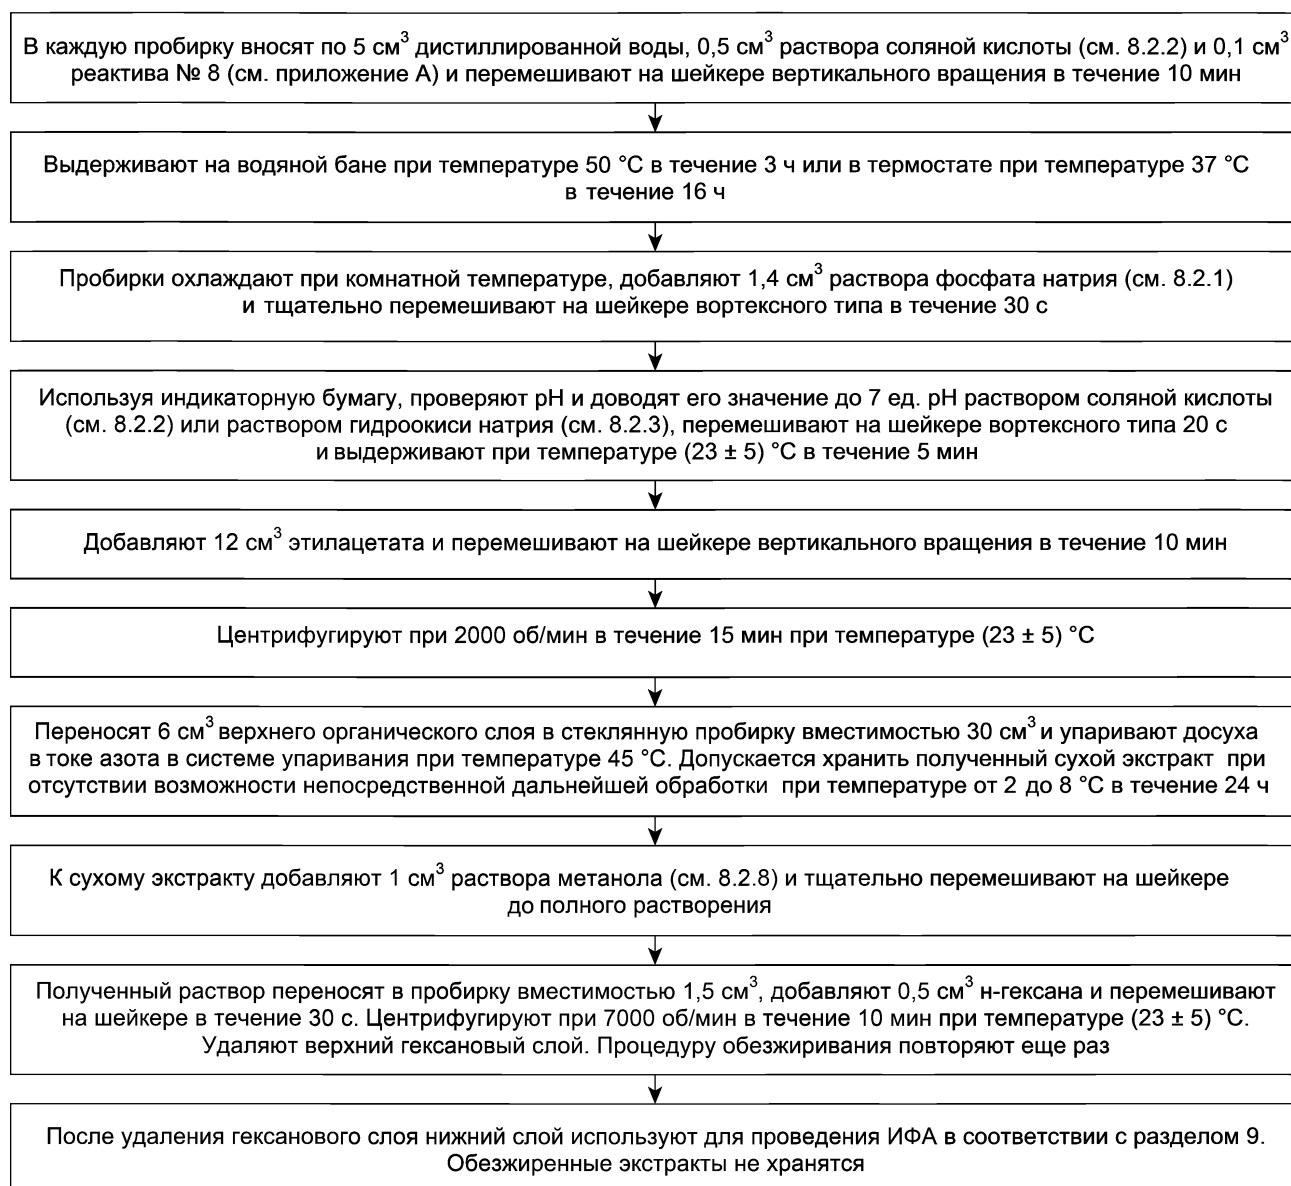 В каждую пробирку вносят по 5 см³ дистиллированной воды, 0,5 см³ раствора соляной кислоты (см. 8.2.2) и 0,1 см³
реактива № 8 (см. приложение А) и перемешивают на шейкере вертикального вращения в течение 10 мин
Выдерживают на водяной бане при температуре 50 °С в течение 3 ч или в термостате при температуре 37 °С
в течение 16 ч
Пробирки охлаждают при комнатной температуре, добавляют 1,4 см³ раствора фосфата натрия (см. 8.2.1)
и тщательно перемешивают на шейкере вортексного типа в течение 30 с
Используя индикаторную бумагу, проверяют pH и доводят его значение до 7 ед. pH раствором соляной кислоты
(см. 8.2.2) или раствором гидроокиси натрия (см. 8.2.3), перемешивают на шейкере вортексного типа 20 с
и выдерживают при температуре (23 ± 5) °С в течение 5 мин
Добавляют 12 см³ этилацетата и перемешивают на шейкере вертикального вращения в течение 10 мин
Центрифугируют при 2000 об/мин в течение 15 мин при температуре (23 ± 5) °С
Переносят 6 см³ верхнего органического слоя в стеклянную пробирку вместимостью 30 см³ и упаривают досуха
в токе азота в системе упаривания при температуре 45 °С. Допускается хранить полученный сухой экстракт при
отсутствии возможности непосредственной дальнейшей обработки при температуре от 2 до 8 °С в течение 24 ч
К сухому экстракту добавляют 1 см³ раствора метанола (см. 8.2.8) и тщательно перемешивают на шейкере
до полного растворения
Полученный раствор переносят в пробирку вместимостью 1,5 см³, добавляют 0,5 см³ н-гексана и перемешивают
на шейкере в течение 30 с. Центрифугируют при 7000 об/мин в течение 10 мин при температуре (23 ± 5) °С.
Удаляют верхний гексановый слой. Процедуру обезжиривания повторяют еще раз
После удаления гексанового слоя нижний слой используют для проведения ИФА в соответствии с разделом 9.
Обезжиренные экстракты не хранятся